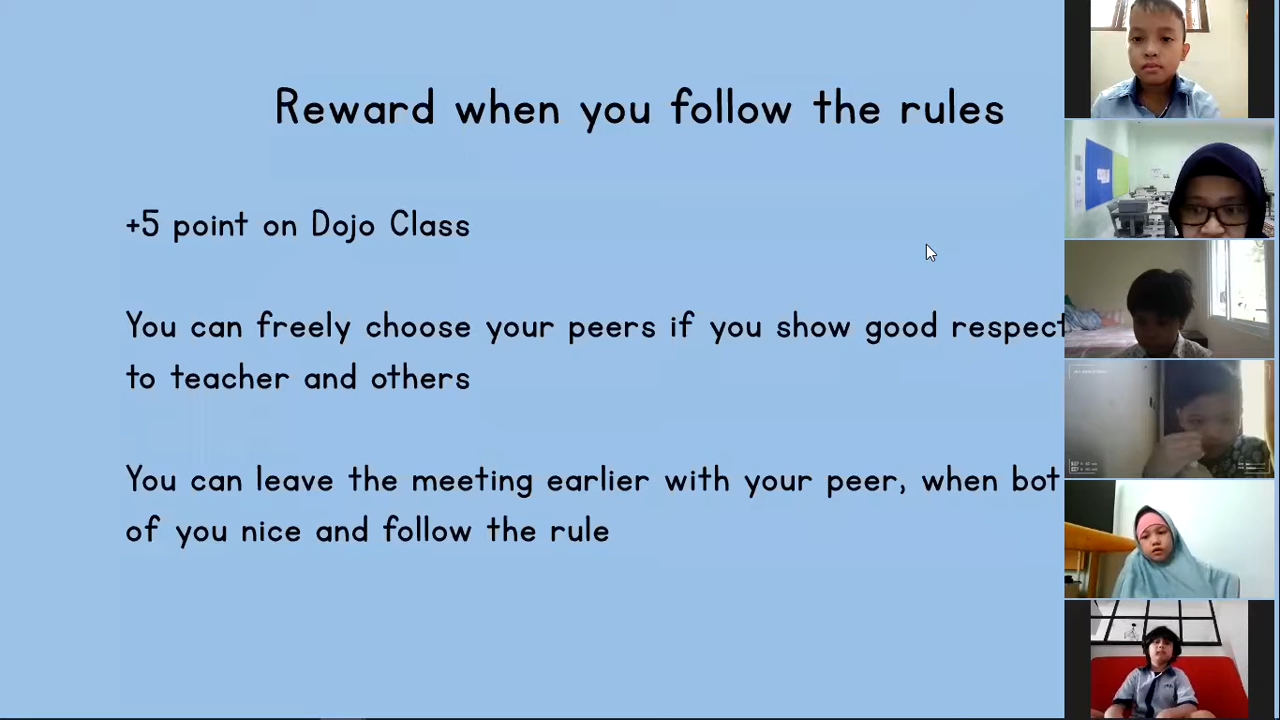 Reward when you follow the rules
+5 point on Dojo Class
You can freely choose your peers if you show good respect
to teacher and others
You can leave the meeting earlier with your peer, when bot
of you nice and follow the rule